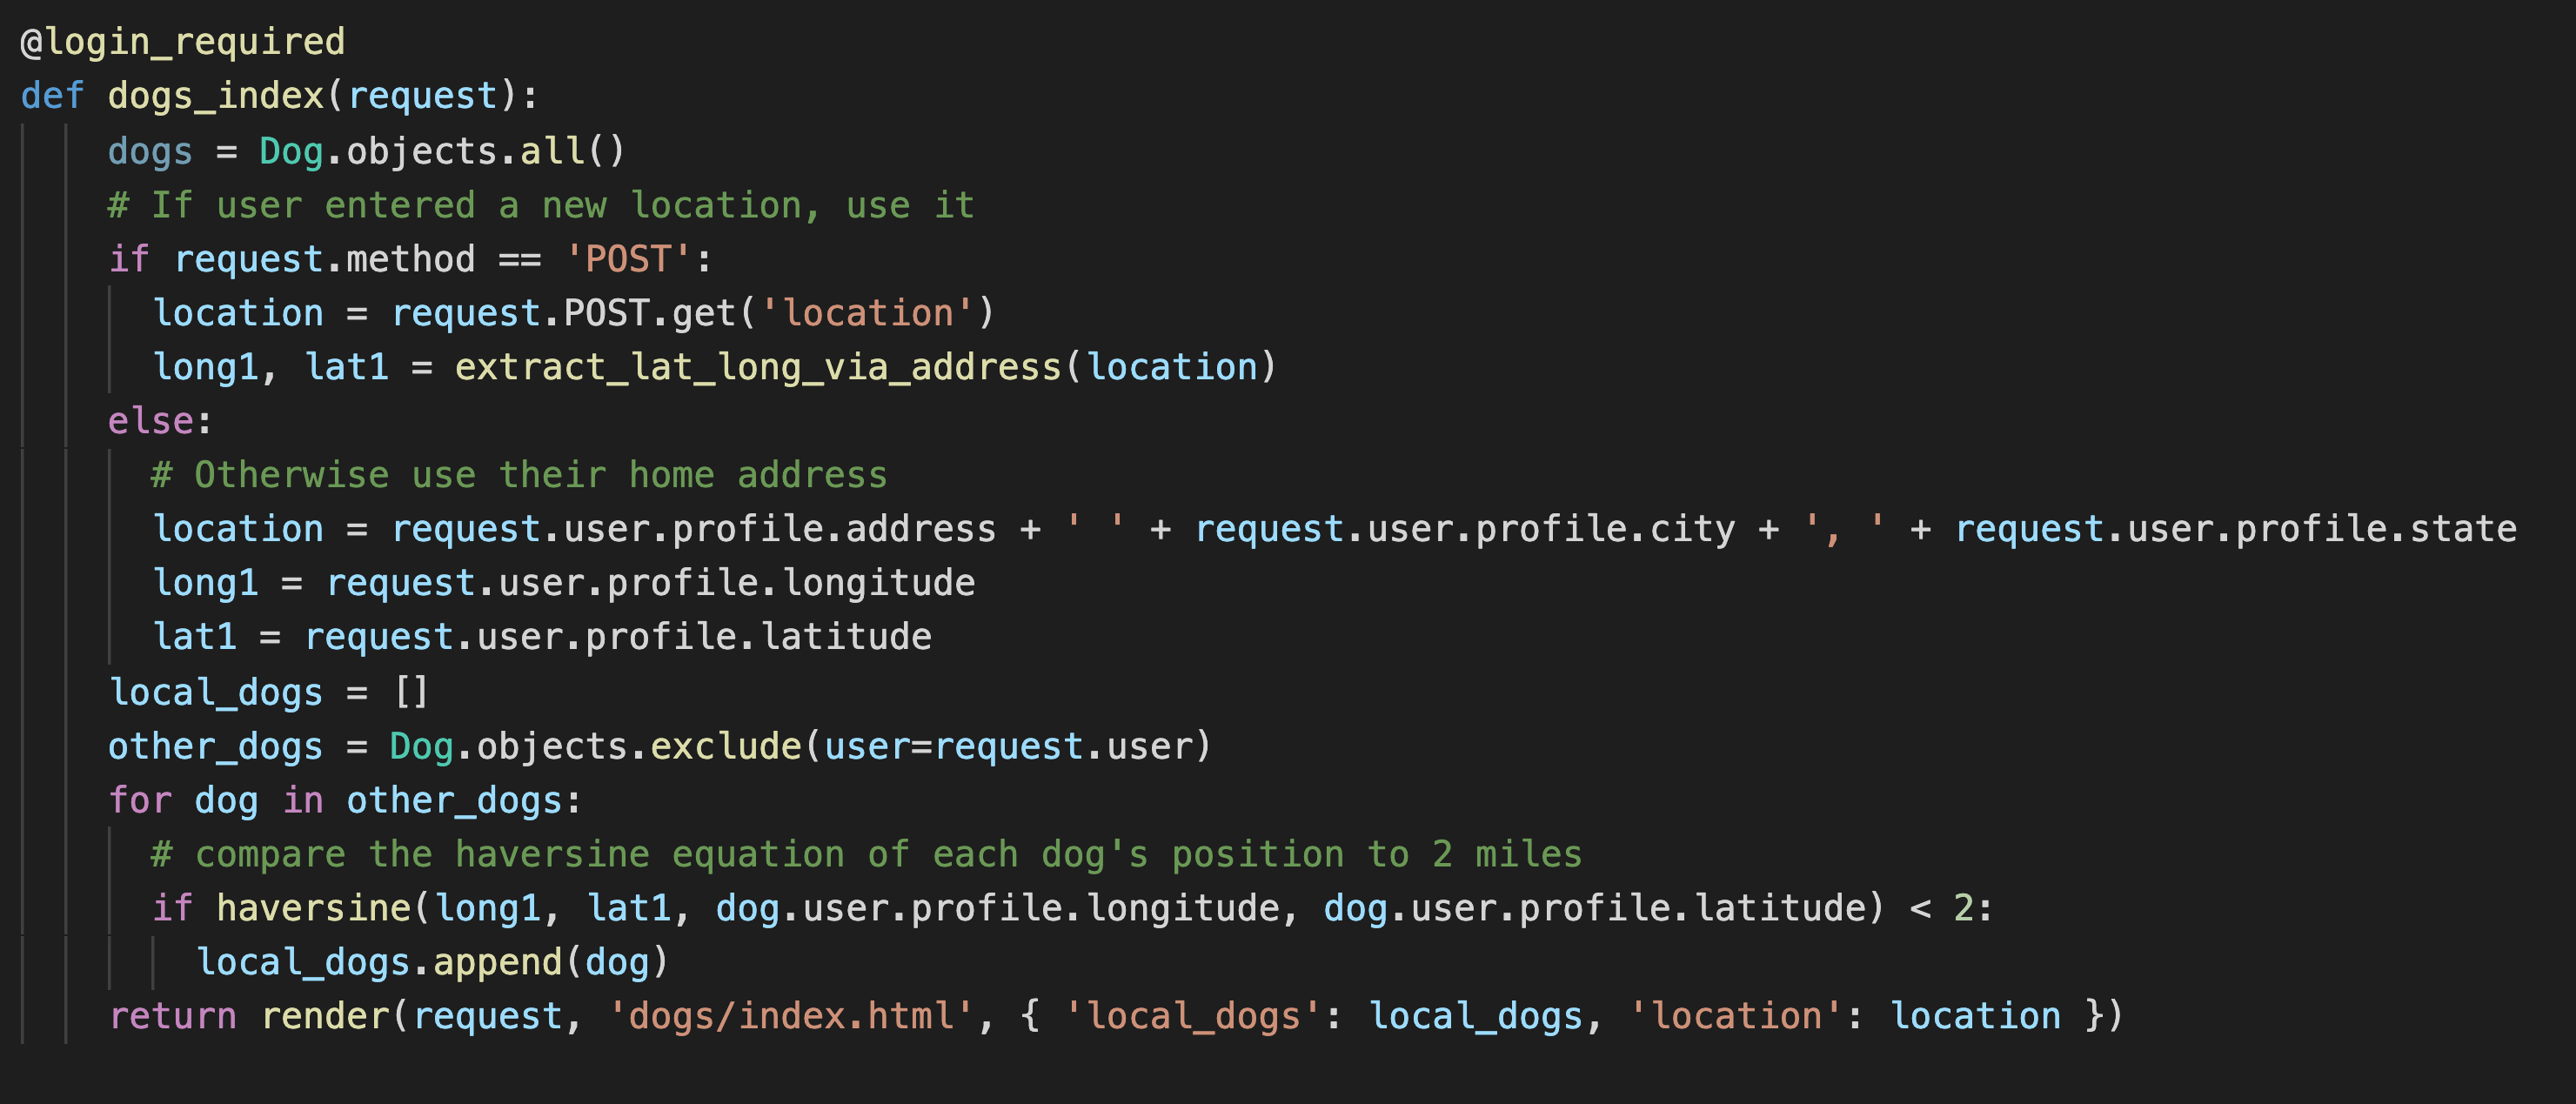 @login_required
def dogs_index(request):
    dogs = Dog.objects.all()
    # If user entered a new location, use it
    if request.method == 'POST':
      location = request.POST.get('location')
      long1, lat1 = extract_lat_long_via_address(location)
    else:
      # Otherwise use their home address
      location = request.user.profile.address + ' ' + request.user.profile.city + ', ' + request.user.profile.state
      long1 = request.user.profile.longitude
      lat1 = request.user.profile.latitude
    local_dogs = []
    other_dogs = Dog.objects.exclude(user=request.user)
    for dog in other_dogs:
      # compare the haversine equation of each dog's position to 2 miles
      if haversine(long1, lat1, dog.user.profile.longitude, dog.user.profile.latitude) < 2:
        local_dogs.append(dog)
    return render(request, 'dogs/index.html', { 'local_dogs': local_dogs, 'location': location })